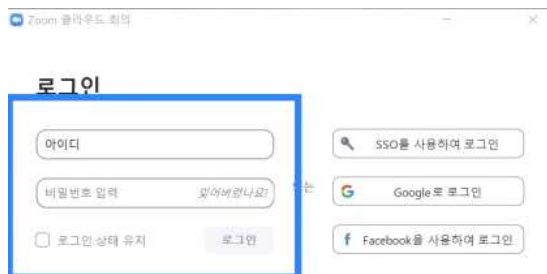 Zoom 클라우드 회의
로그인
아이디
비밀번호 입력 잊어버렸나요?
로그인 상태 유지 로그인
또는
SSO를 사용하여 로그인
Google로 로그인
Facebook을 사용하여 로그인